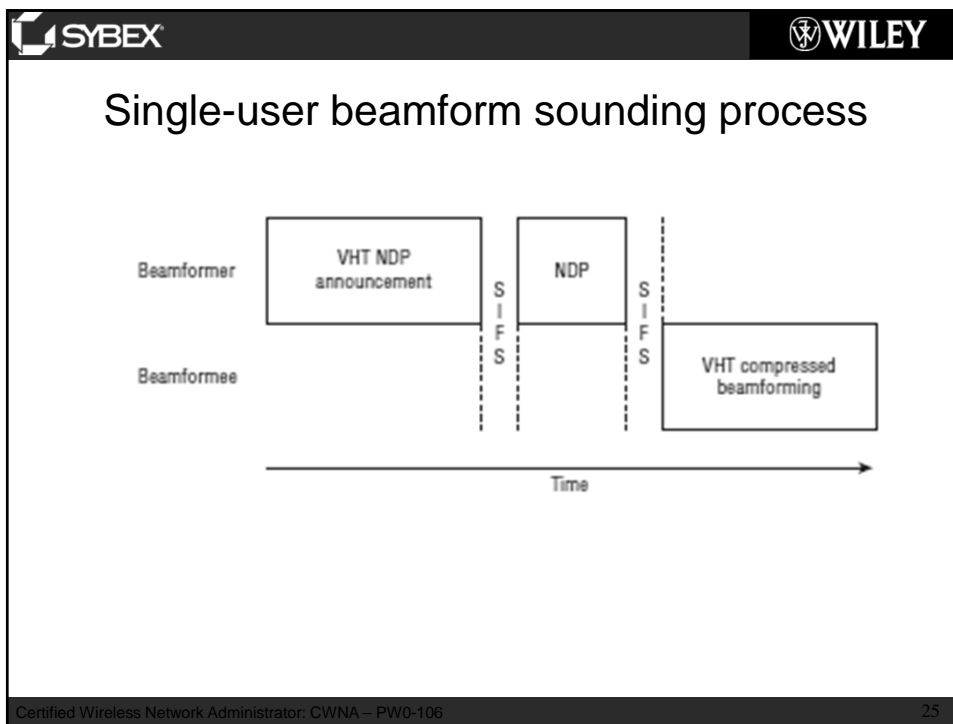 SYBEX
WILEY
Single-user beamform sounding process
Beamformer
VHT NDP
announcement
S
I
F
S
NDP
S
I
F
S
Beamformee
VHT compressed
beamforming
Time
Certified Wireless Network Administrator: CWNA – PW0-106
25